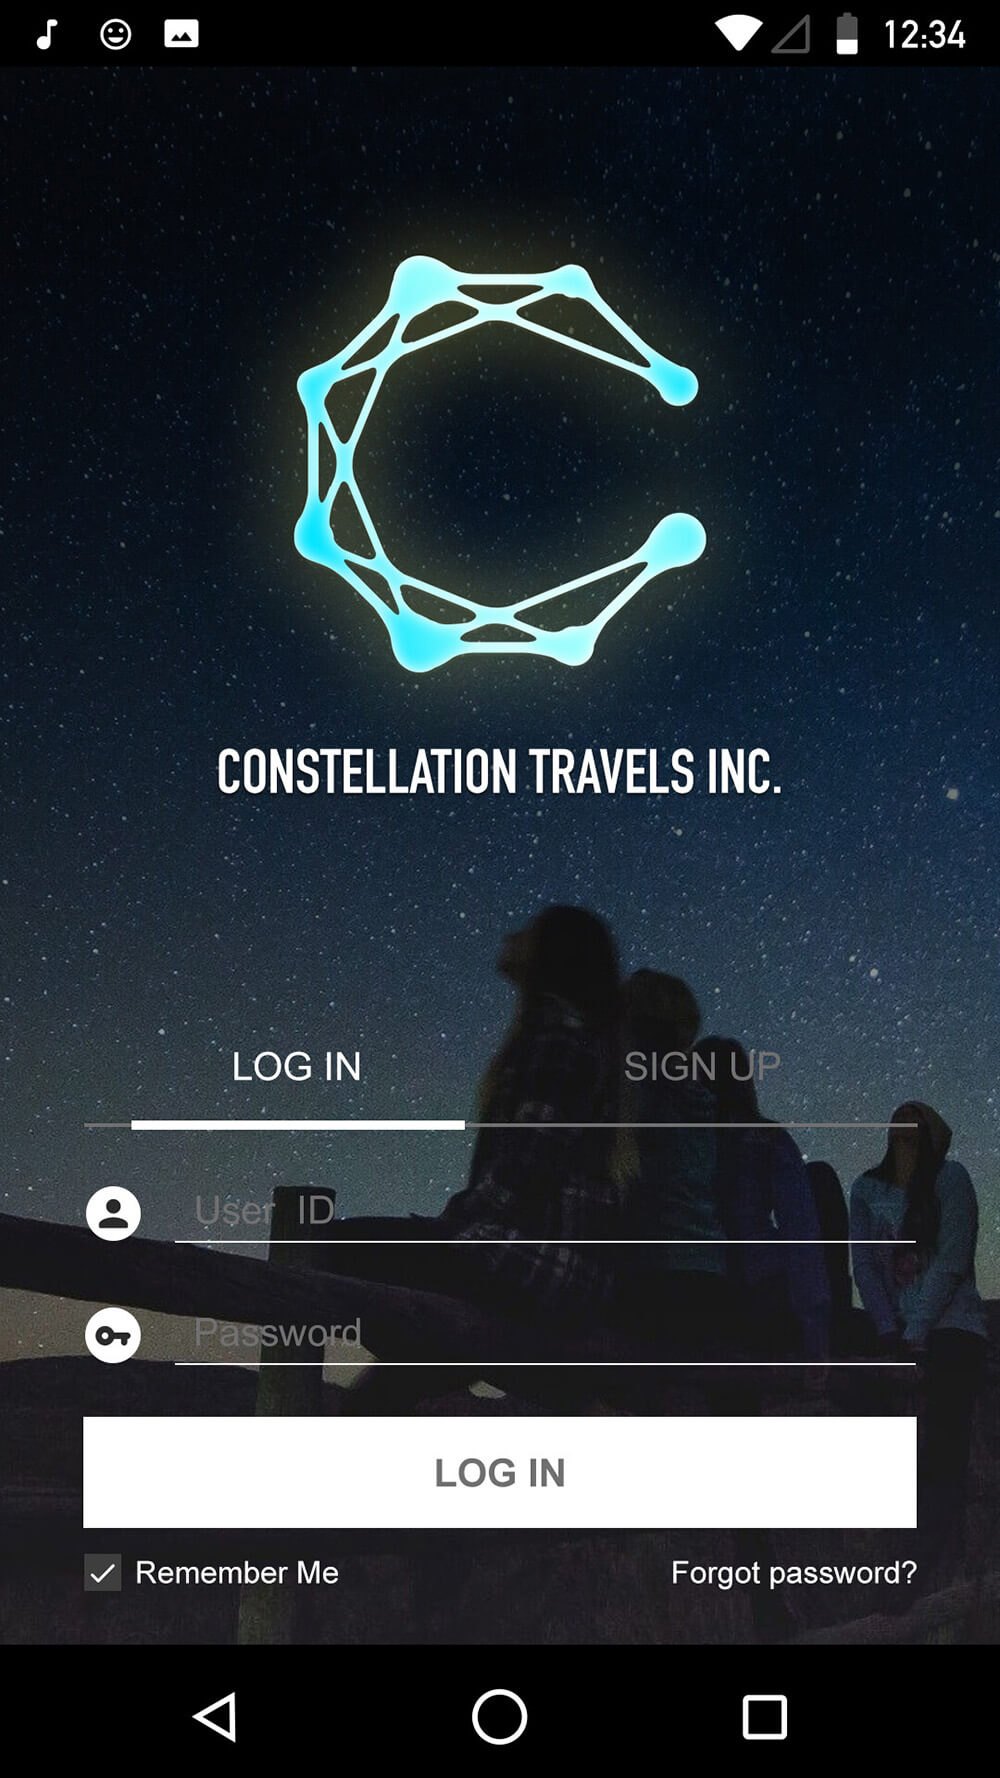 12:34
CONSTELLATION TRAVELS INC.
LOG IN
SIGN UP
User ID
Password
LOG IN
Remember Me
Forgot password?